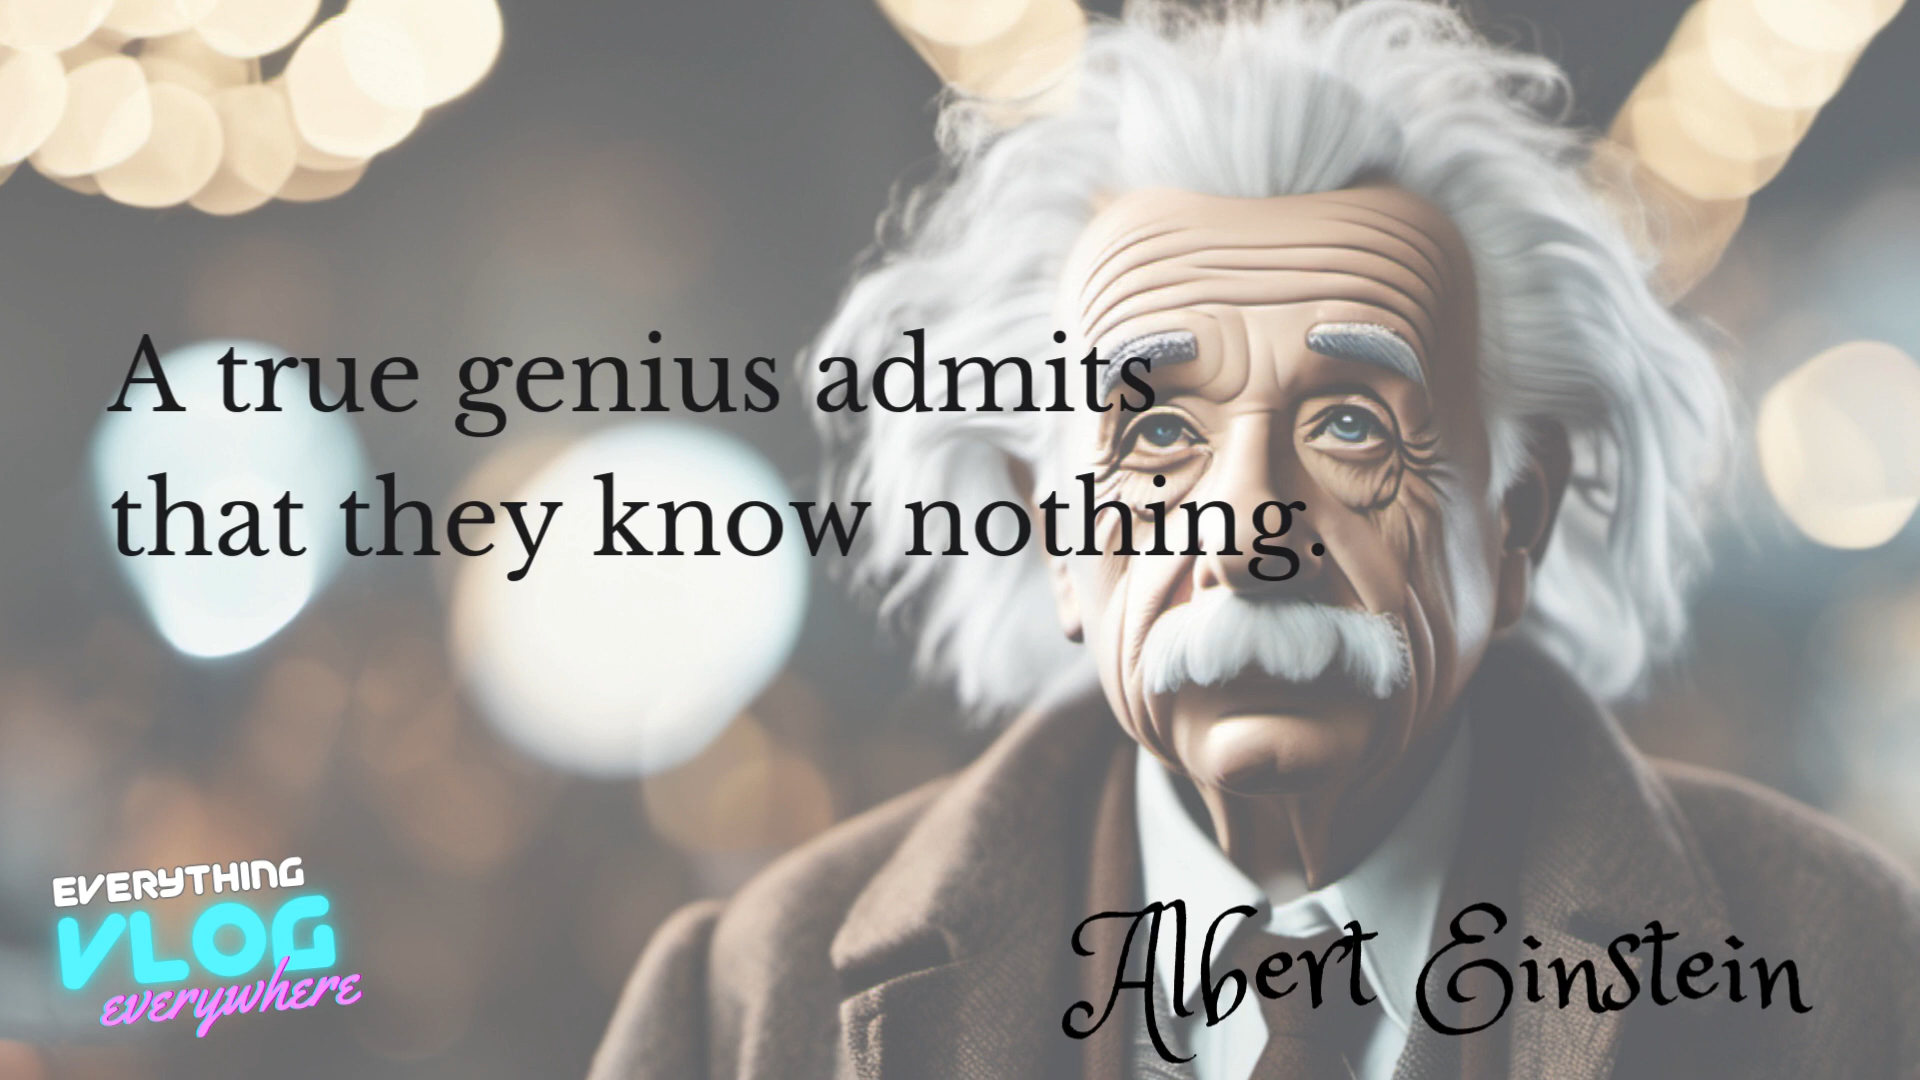 A true genius admits
that they know nothing.
EVERYTHING
VLOG
everywhere
Albert Einstein